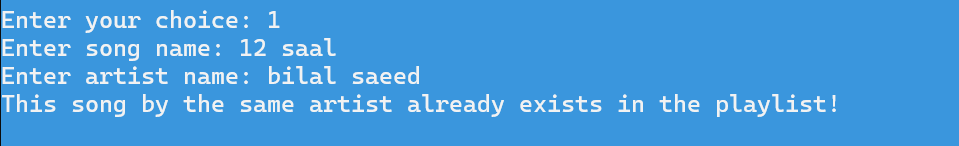 Enter your choice: 1
Enter song name: 12 saal
Enter artist name: bilal saeed
This song by the same artist already exists in the playlist!